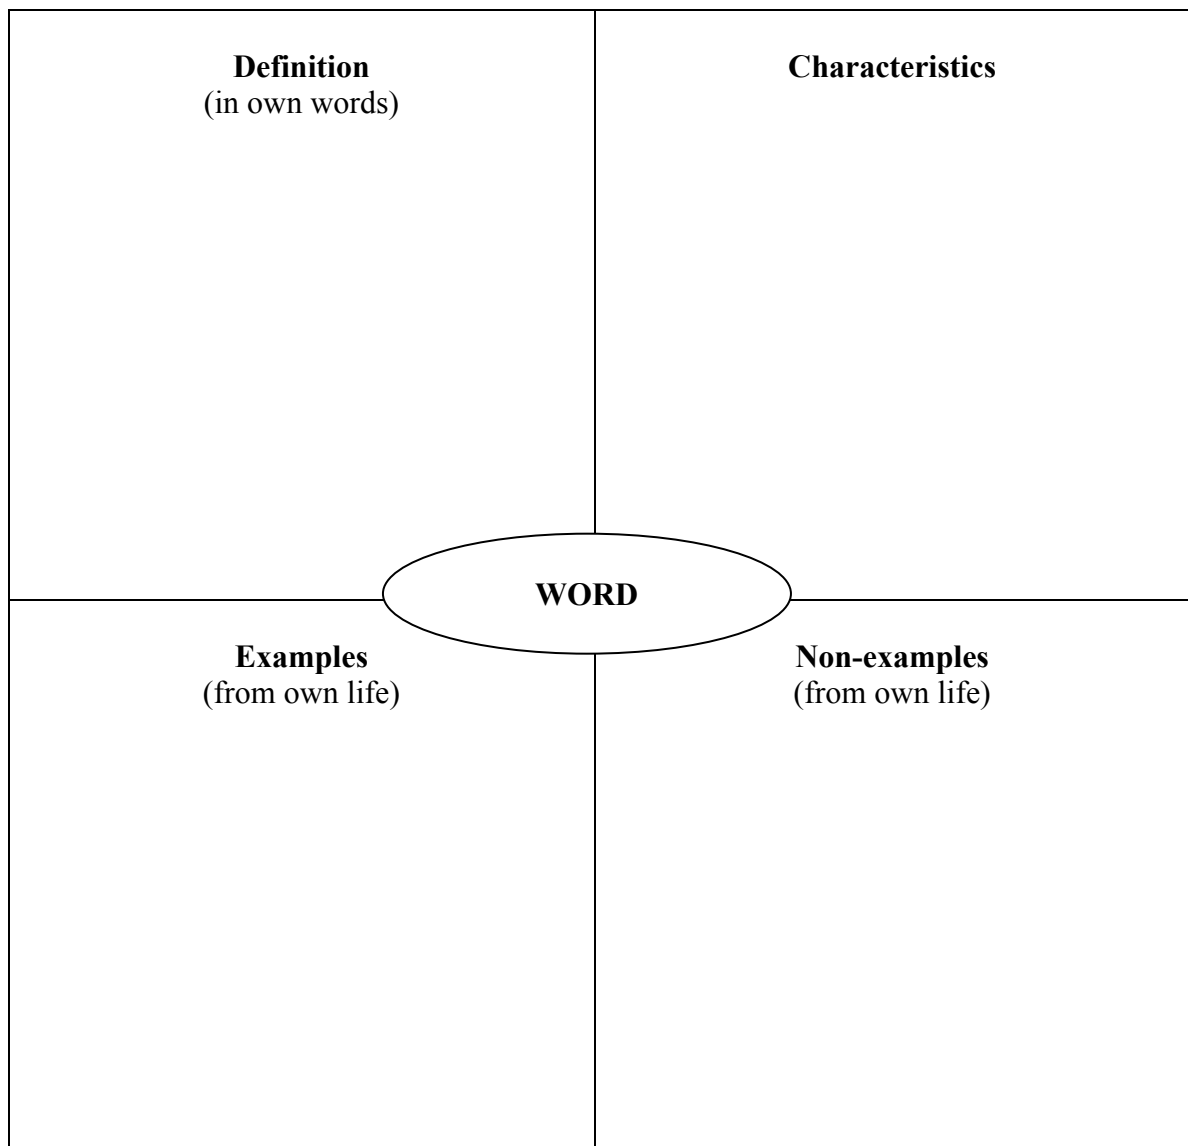 Definition
(in own words)
Characteristics
WORD
Examples
(from own life)
Non-examples
(from own life)